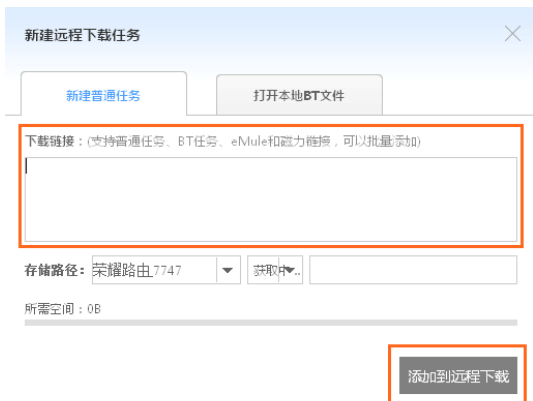 新建远程下载任务
新建普通任务 打开本地BT文件
下载链接：(支持普通任务、BT任务、eMule和磁力链接，可以批量添加)
存储路径： 荣耀路由_7747 获取中...
所需空间：0B
添加到远程下载